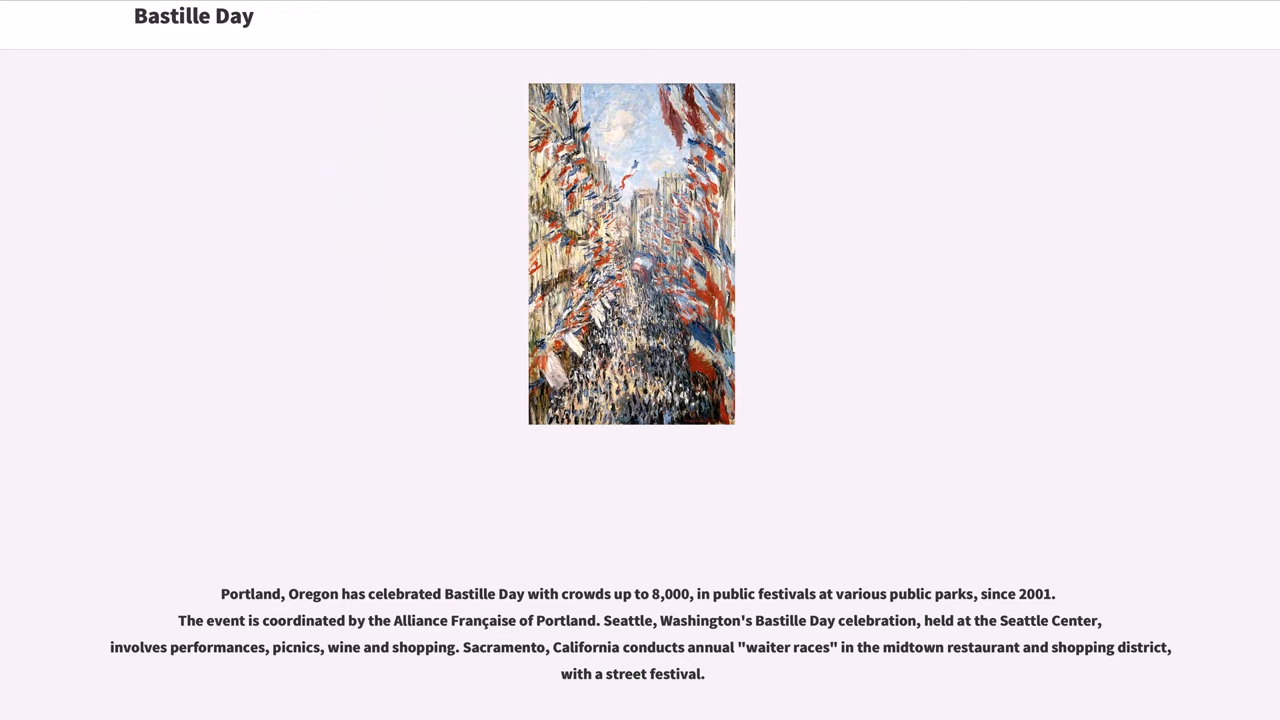 Bastille Day
Portland, Oregon has celebrated Bastille Day with crowds up to 8,000, in public festivals at various public parks, since 2001.
The event is coordinated by the Alliance Française of Portland. Seattle, Washington's Bastille Day celebration, held at the Seattle Center,
involves performances, picnics, wine and shopping. Sacramento, California conducts annual "waiter races" in the midtown restaurant and shopping district,
with a street festival.